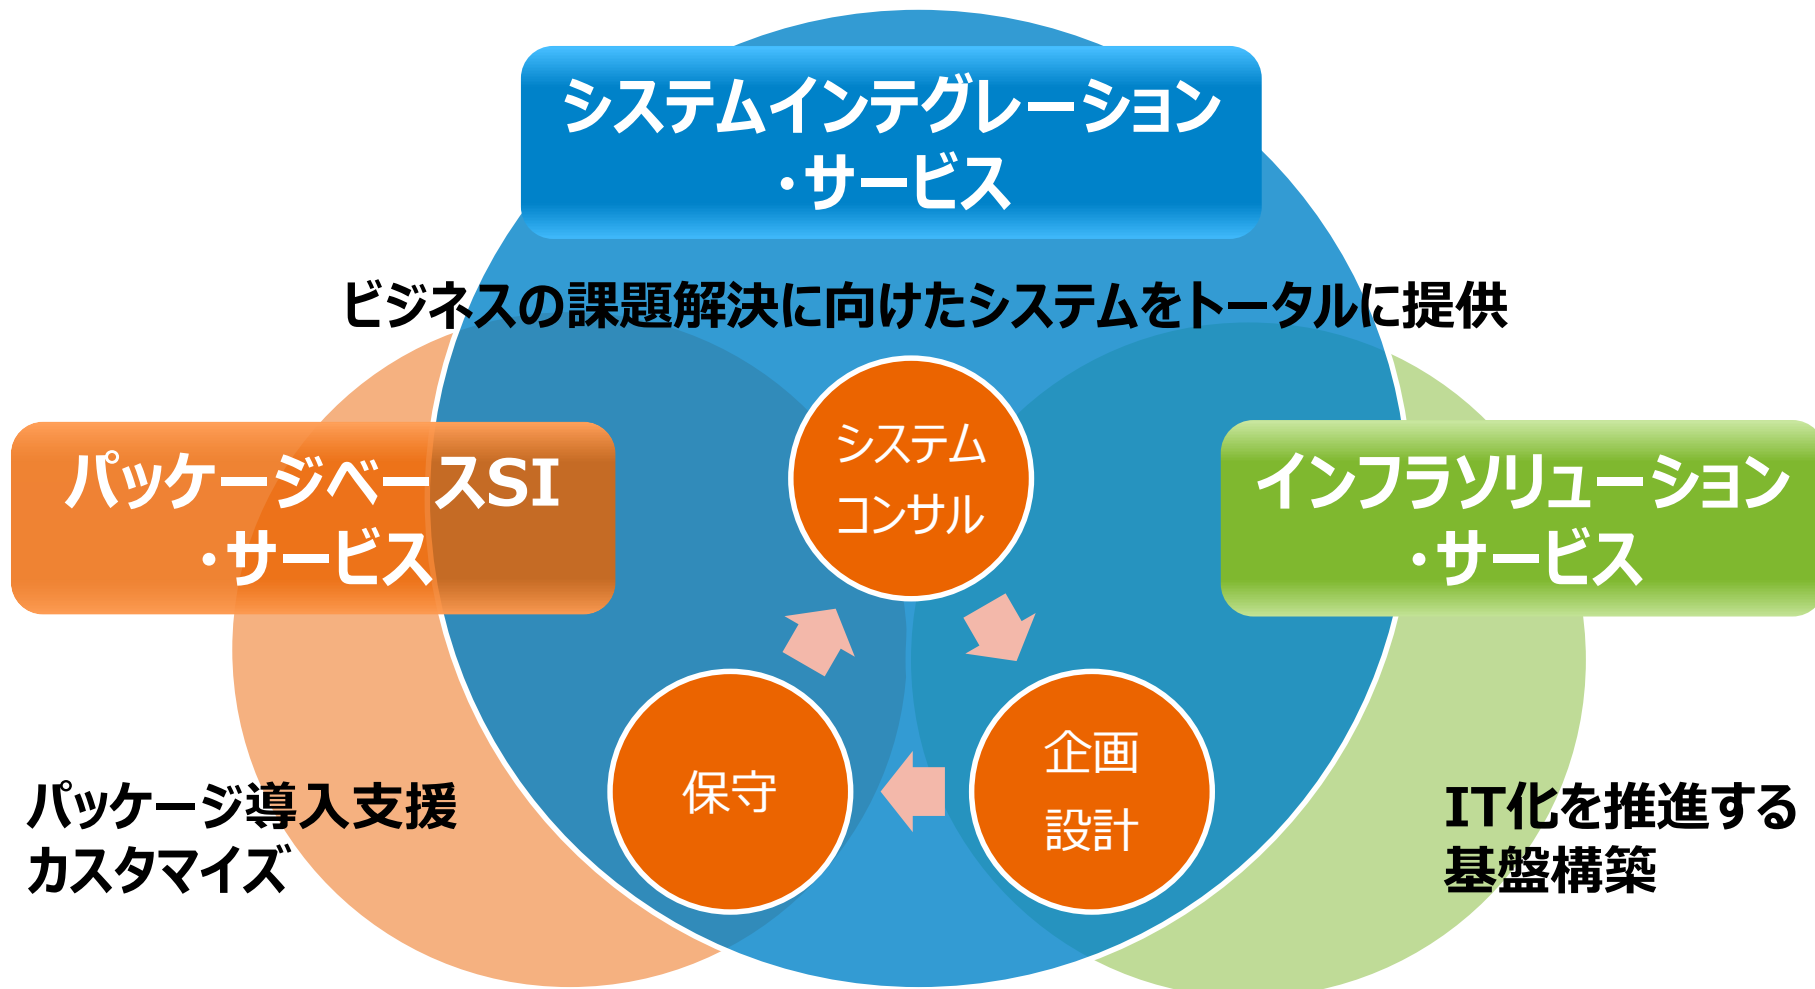 システムインテグレーション
・サービス
ビジネスの課題解決に向けたシステムをトータルに提供
システム
コンサル
パッケージベースSI
・サービス
インフラソリューション
・サービス
企画
設計
保守
パッケージ導入支援
カスタマイズ
IT化を推進する
基盤構築